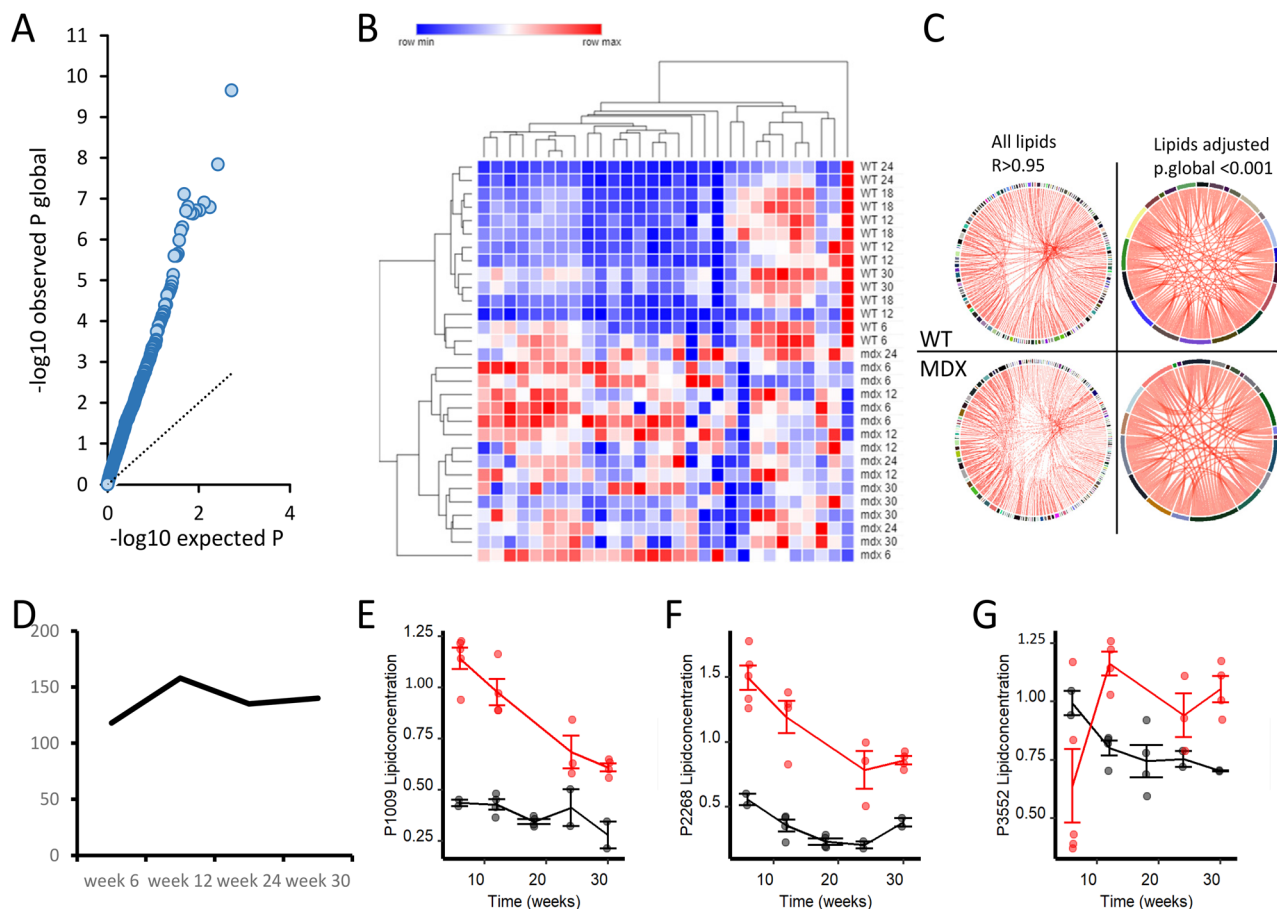 A
11
10
9
8
7
6
5
4
3
2
1
0
-log10 observed P global
0
2
4
-log10 expected P
B
row min
row max
WT 24
WT 24
WT 18
WT 18
WT 12
WT 18
WT 12
WT 12
WT 30
WT 30
WT 18
WT 12
WT 6
WT 6
mdx 24
mdx 6
mdx 6
mdx 12
mdx 6
mdx 6
mdx 12
mdx 12
mdx 24
mdx 12
mdx 30
mdx 30
mdx 30
mdx 24
mdx 30
mdx 6
C
All lipids
R>0.95
Lipids adjusted
p.global <0.001
WT
MDX
D
200
150
100
50
0
week 6
week 12
week 24
week 30
E
1.25
1.00
0.75
0.50
0.25
P1009 Lipidconcentration
10
20
30
Time (weeks)
F
1.5
1.0
0.5
P2268 Lipidconcentration
10
20
30
Time (weeks)
G
1.25
1.00
0.75
0.50
P3552 Lipidconcentration
10
20
30
Time (weeks)